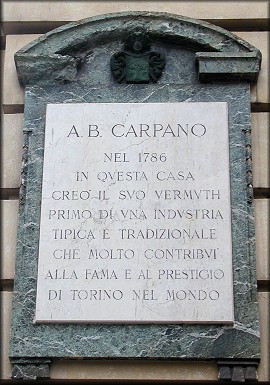 A. B. CARPANO
NEL 1786
IN QVESTA CASA
CREÒ IL SVO VERMVTH
PRIMO DI VNA INDVSTRIA
TIPICA E TRADIZIONALE
CHE MOLTO CONTRIBVÌ
ALLA FAMA E AL PRESTIGIO
DI TORINO NEL MONDO